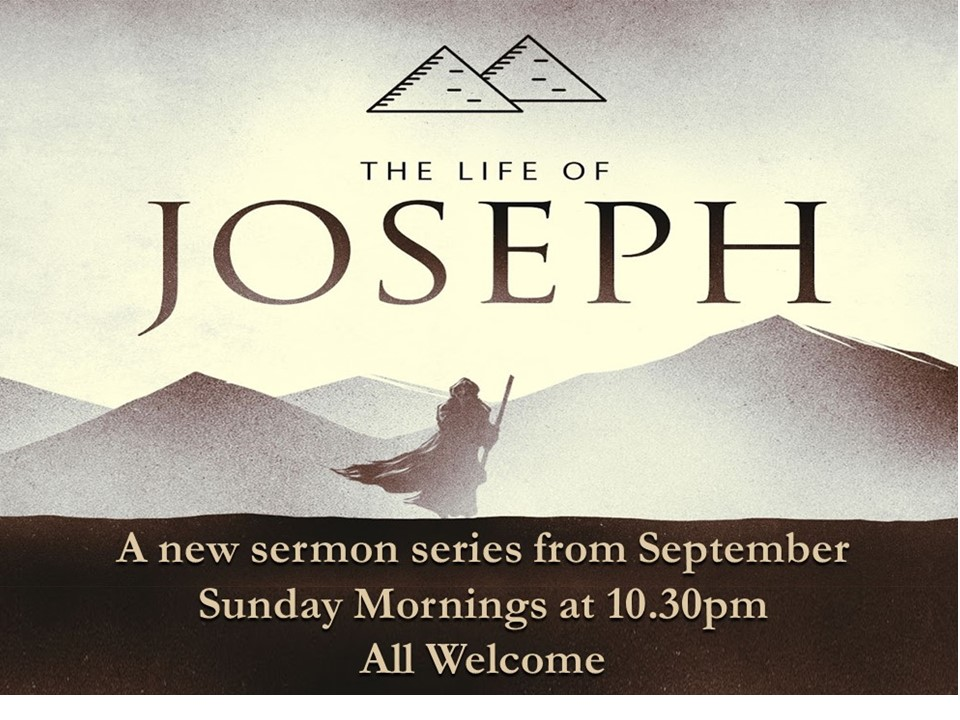 THE LIFE OF
JOSEPH
A new sermon series from September
Sunday Mornings at 10.30pm
All Welcome